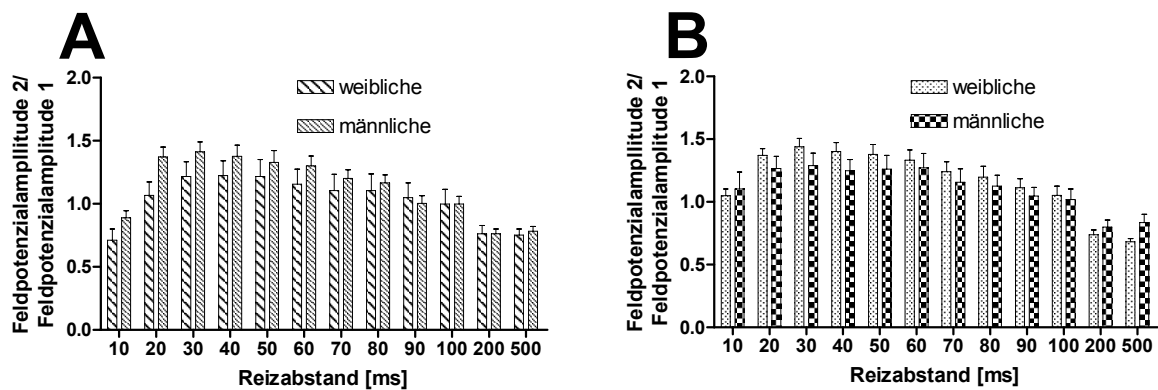 A
Feldpotenzialampllitude 2/
Feldpotenzialamplitude 1
2.0
1.5
1.0
0.5
0.0
weibliche
männliche
10 20 30 40 50 60 70 80 90 100 200 500
Reizabstand [ms]
B
Feldpotenzialamplitude 2/
Feldpotenzialamplitude 1
2.0
1.5
1.0
0.5
0.0
weibliche
männliche
10 20 30 40 50 60 70 80 90 100 200 500
Reizabstand [ms]